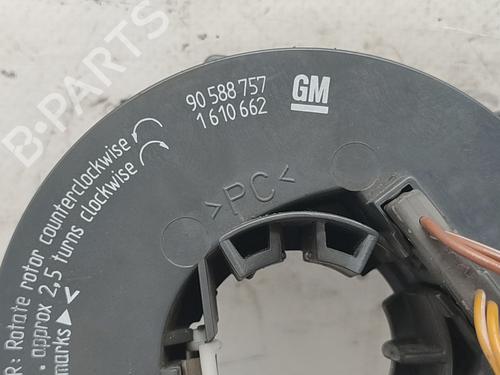 90 588 757
1 610 662
GM
>PC<
R: Rotate rotor counterclockwise
. approx 2,5 turns clockwise
marks
B-PARTS